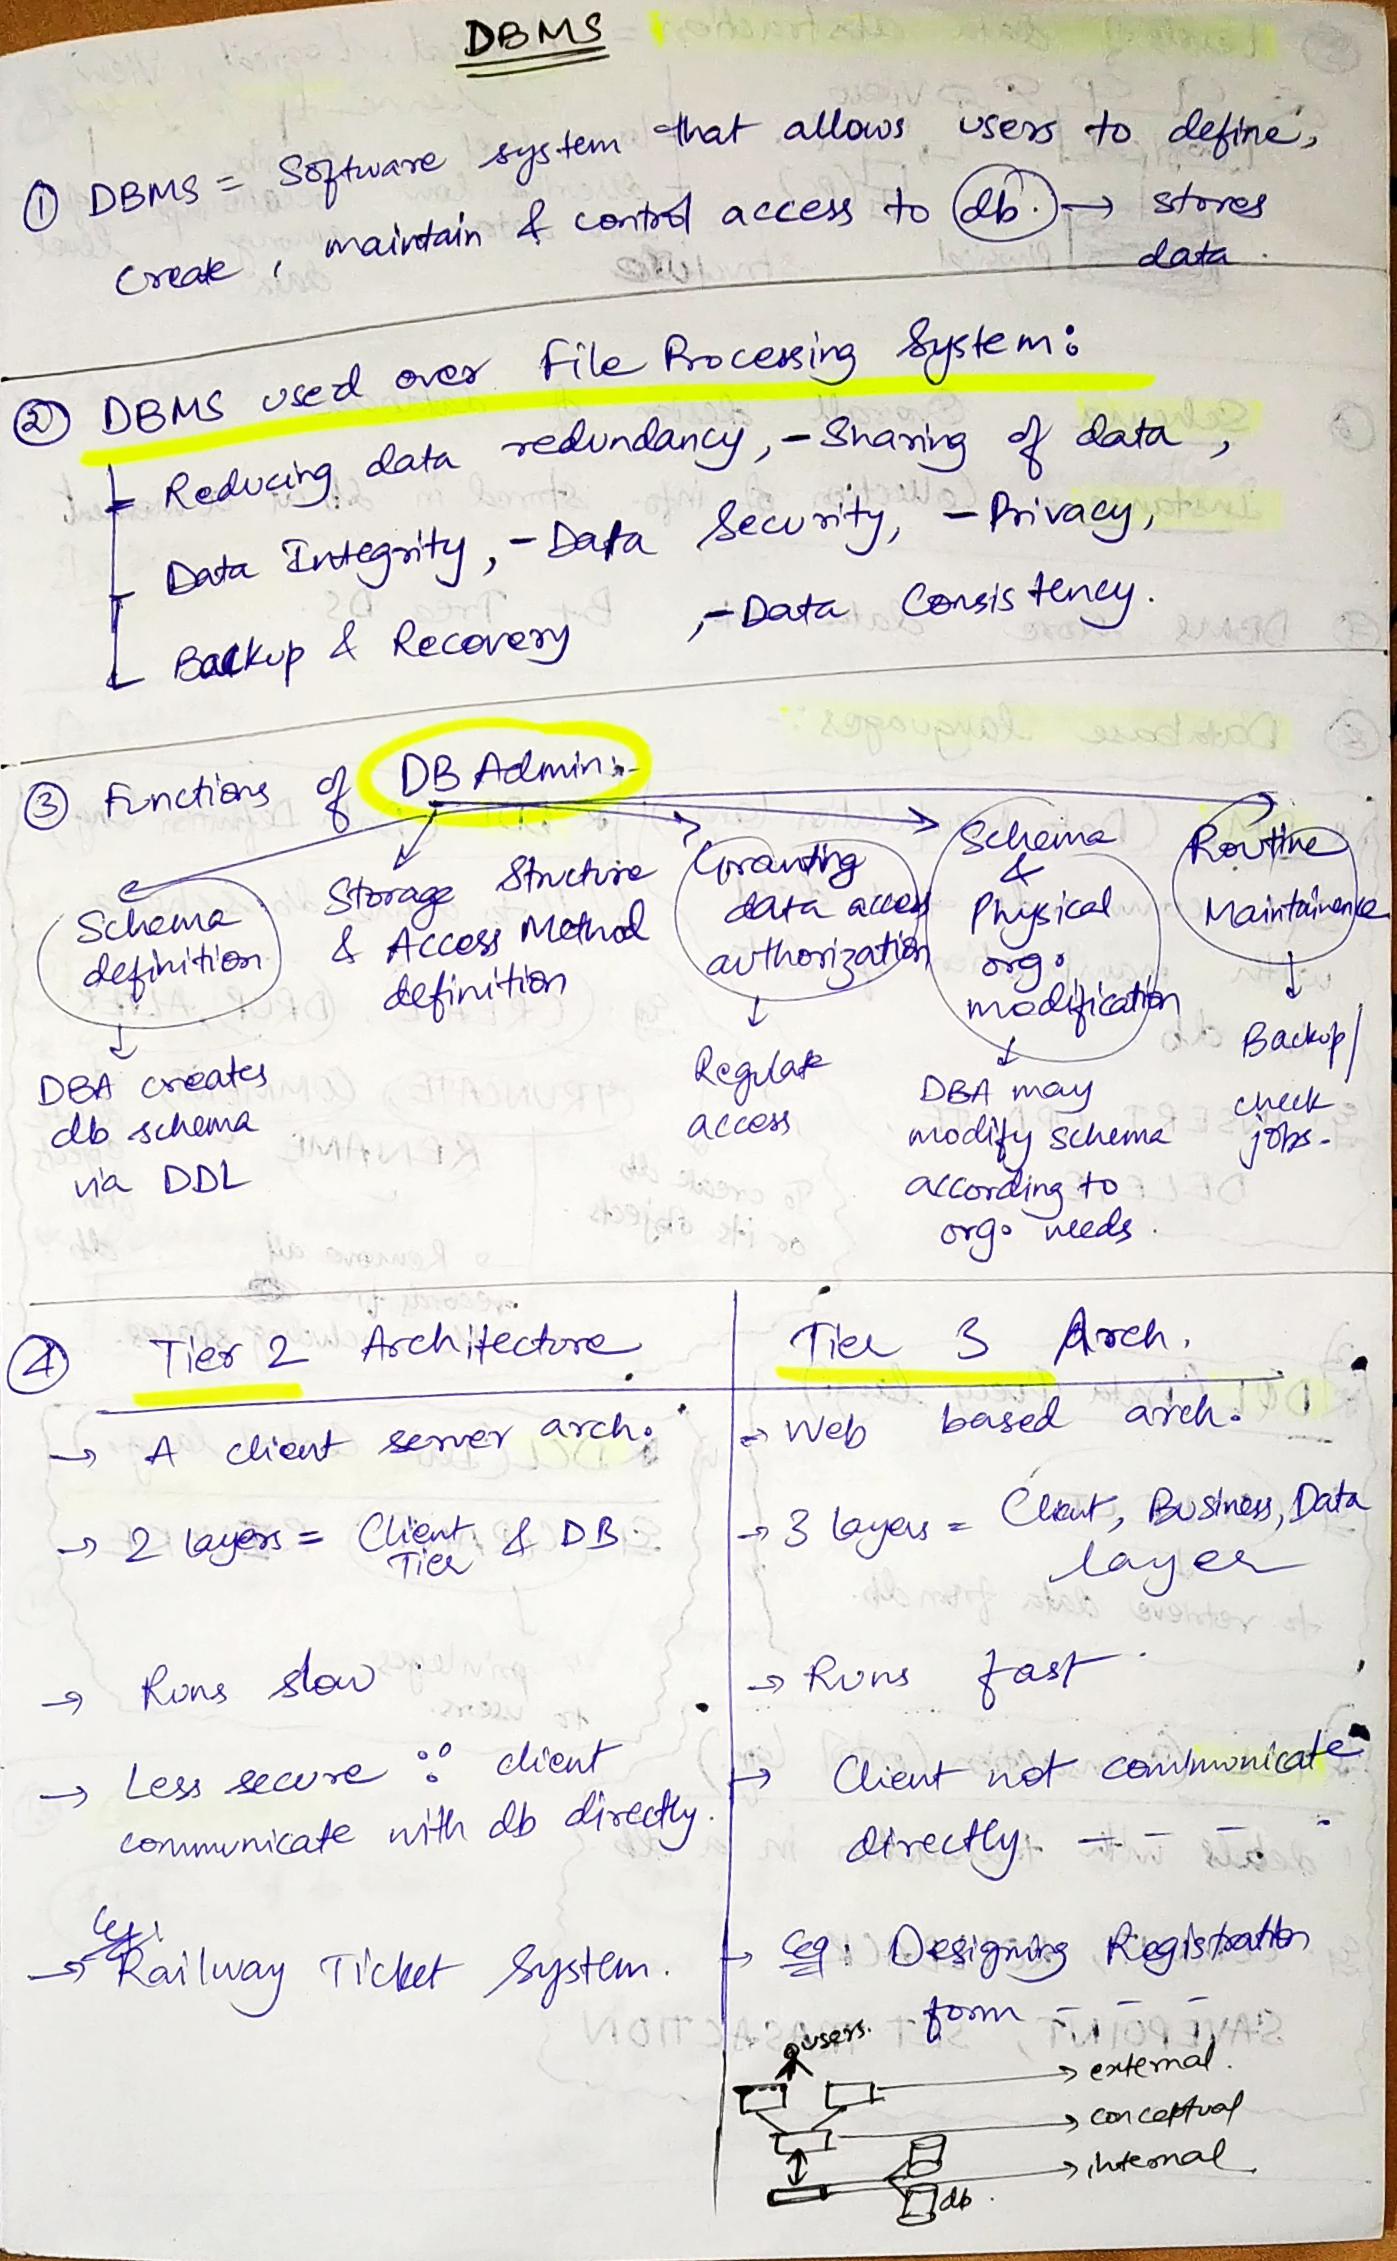 DBMS
① DBMS = Software system that allows users to define,
create, maintain & control access to db. → stores
data.
② DBMS used over File Processing System:
- Reducing data redundancy, - Sharing of data,
- Data Integrity, - Data Security, - Privacy,
- Backup & Recovery, - Data Consistency.
③ Functions of DB Admin:-
Schema
definition
↓
DBA creates
db schema
via DDL
Storage Structure
& Access Method
definition
Granting
data access
authorization
↓
Regulate
access
Schema
&
Physical
org.
modification
↓
DBA may
modify schema
according to
org. needs.
Routine
Maintainence
↓
Backup/
check
jobs.
④ Tier 2 Architecture
→ A client server arch.
→ 2 layers = Client & DB.
Tier
→ Runs slow.
→ Less secure ∵ client
communicate with db directly.
eg:
→ Railway Ticket System.
Tier 3 Arch.
→ Web based arch.
→ 3 layers = Client, Business, Data
layer
→ Runs fast.
→ Client not communicate
directly - - - -
→ eg: Designing Registration
form - - -
users.
→ external.
→ conceptual
→ internal
db.